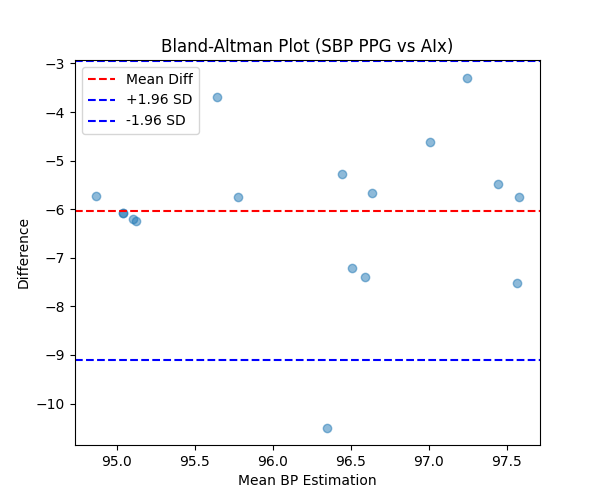 Bland-Altman Plot (SBP PPG vs AIx)
Mean Diff
+1.96 SD
-1.96 SD
−3
−4
−5
−6
−7
−8
−9
−10
Difference
95.0 95.5 96.0 96.5 97.0 97.5
Mean BP Estimation